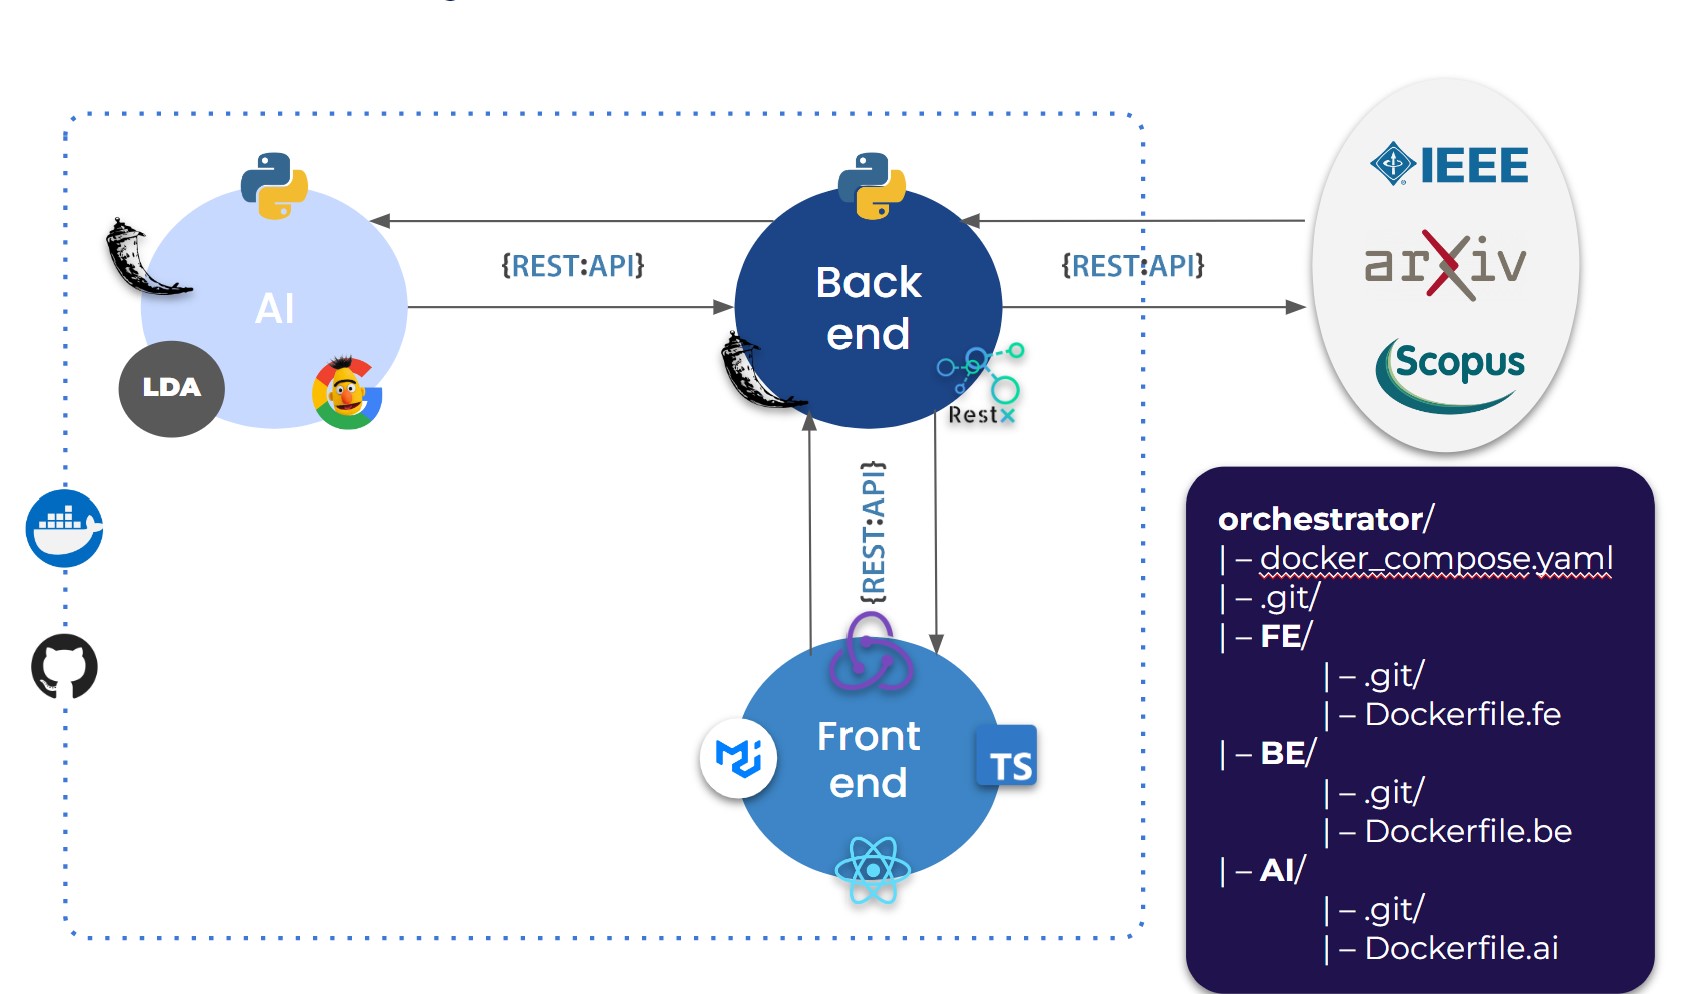 IEEE
arXiv
Scopus
{REST:API}
{REST:API}
AI
Back
end
LDA
RestX
{REST:API}
Front
end
TS
orchestrator/
| – docker_compose.yaml
| – .git/
| – FE/
| – .git/
| – Dockerfile.fe
| – BE/
| – .git/
| – Dockerfile.be
| – AI/
| – .git/
| – Dockerfile.ai